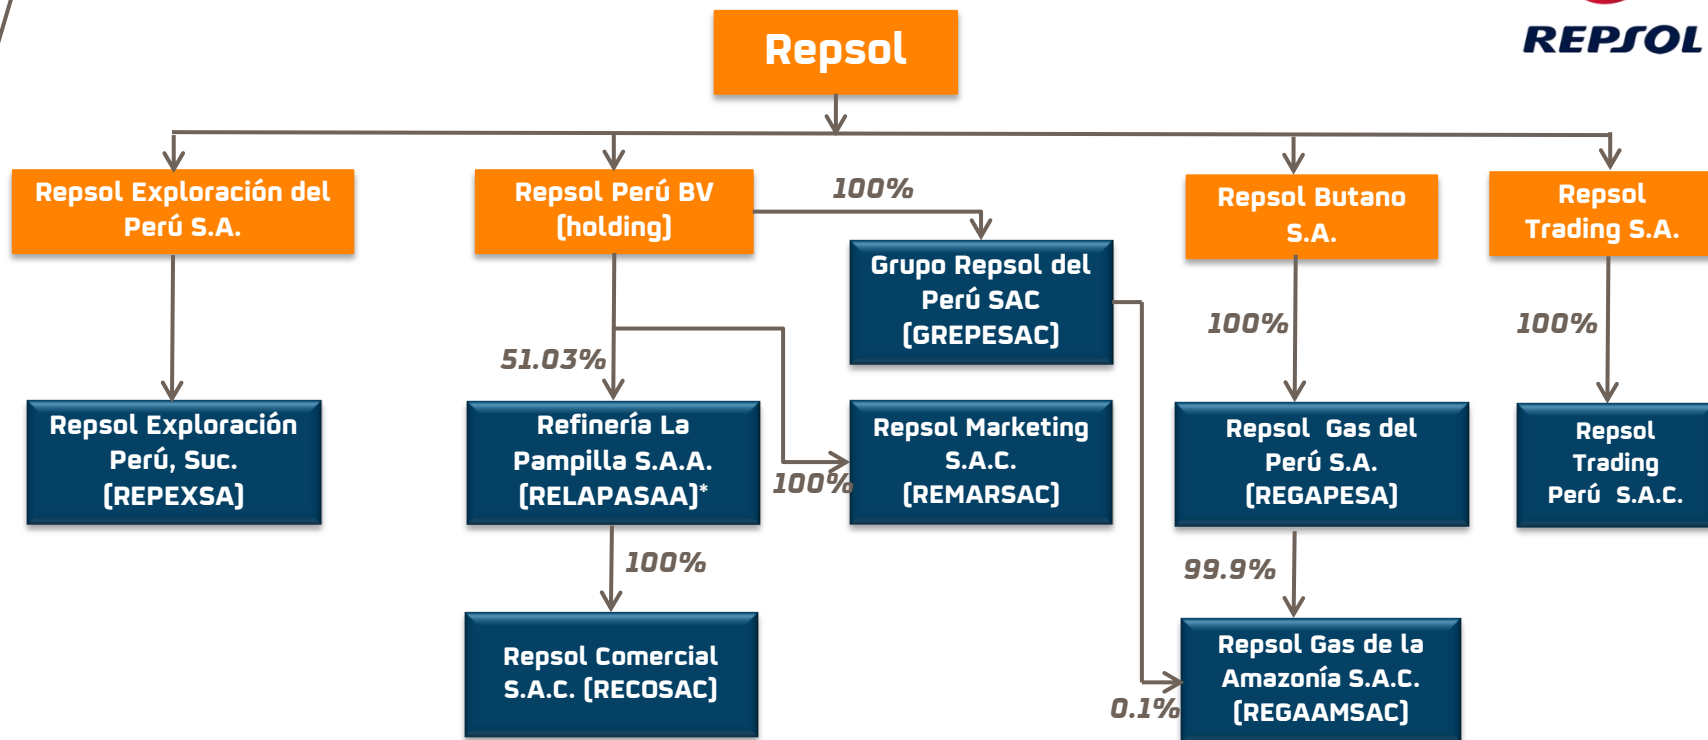 Repsol
REPSOL
Repsol Exploración del
Perú S.A.
Repsol Perú BV
(holding)
100%
Repsol Butano
S.A.
Repsol
Trading S.A.
Grupo Repsol del
Perú SAC
(GREPESAC)
51.03%
100%
100%
Repsol Exploración
Perú, Suc.
(REPEXSA)
Refinería La
Pampilla S.A.A.
(RELAPASAA)*
100%
Repsol Marketing
S.A.C.
(REMARSAC)
Repsol  Gas del
Perú S.A.
(REGAPESA)
Repsol
Trading
Perú  S.A.C.
100%
99.9%
Repsol Comercial
S.A.C. (RECOSAC)
0.1%
Repsol Gas de la
Amazonía S.A.C.
(REGAAMSAC)